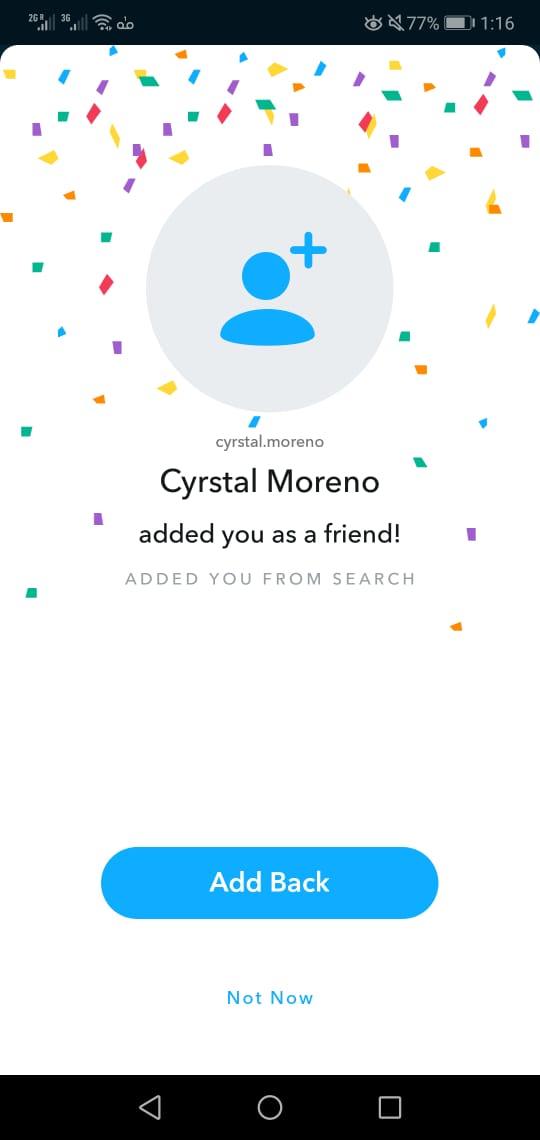 2G R 3G 77% 1:16
cyrstal.moreno
Cyrstal Moreno
added you as a friend!
ADDED YOU FROM SEARCH
Add Back
Not Now